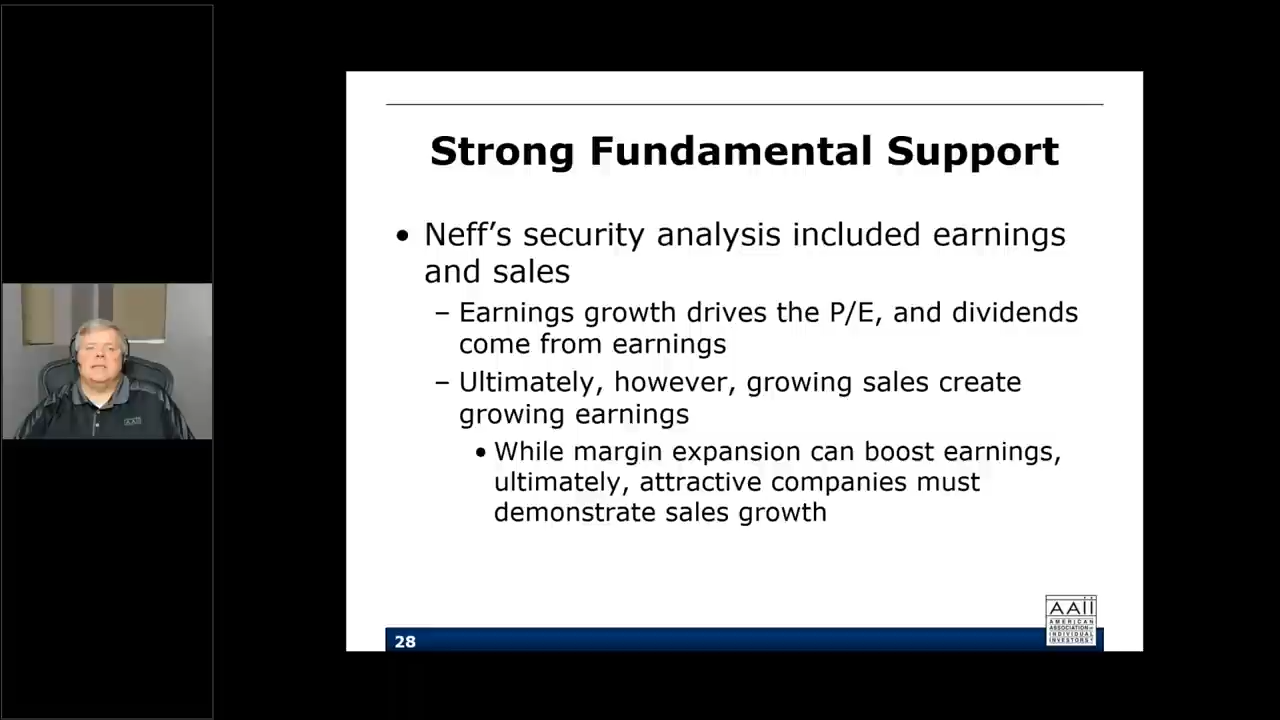 Strong Fundamental Support
• Neff's security analysis included earnings
and sales
– Earnings growth drives the P/E, and dividends
come from earnings
– Ultimately, however, growing sales create
growing earnings
• While margin expansion can boost earnings,
ultimately, attractive companies must
demonstrate sales growth
AAII
AMERICAN
ASSOCIATION of
INDIVIDUAL
INVESTORS
28
AAII